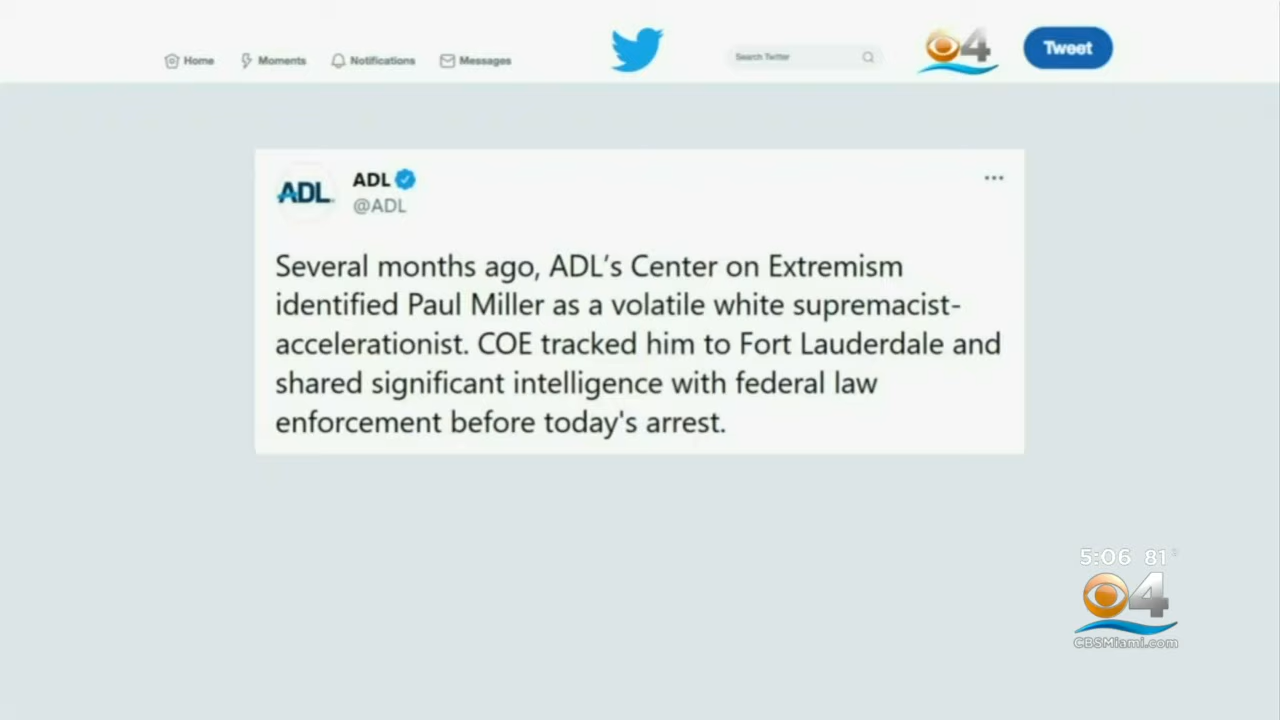 Home Moments Notifications Messages Search Twitter 4 Tweet
ADL ADL
@ADL
Several months ago, ADL’s Center on Extremism
identified Paul Miller as a volatile white supremacist-
accelerationist. COE tracked him to Fort Lauderdale and
shared significant intelligence with federal law
enforcement before today's arrest.
5:06 81°
4
CBSMiami.com